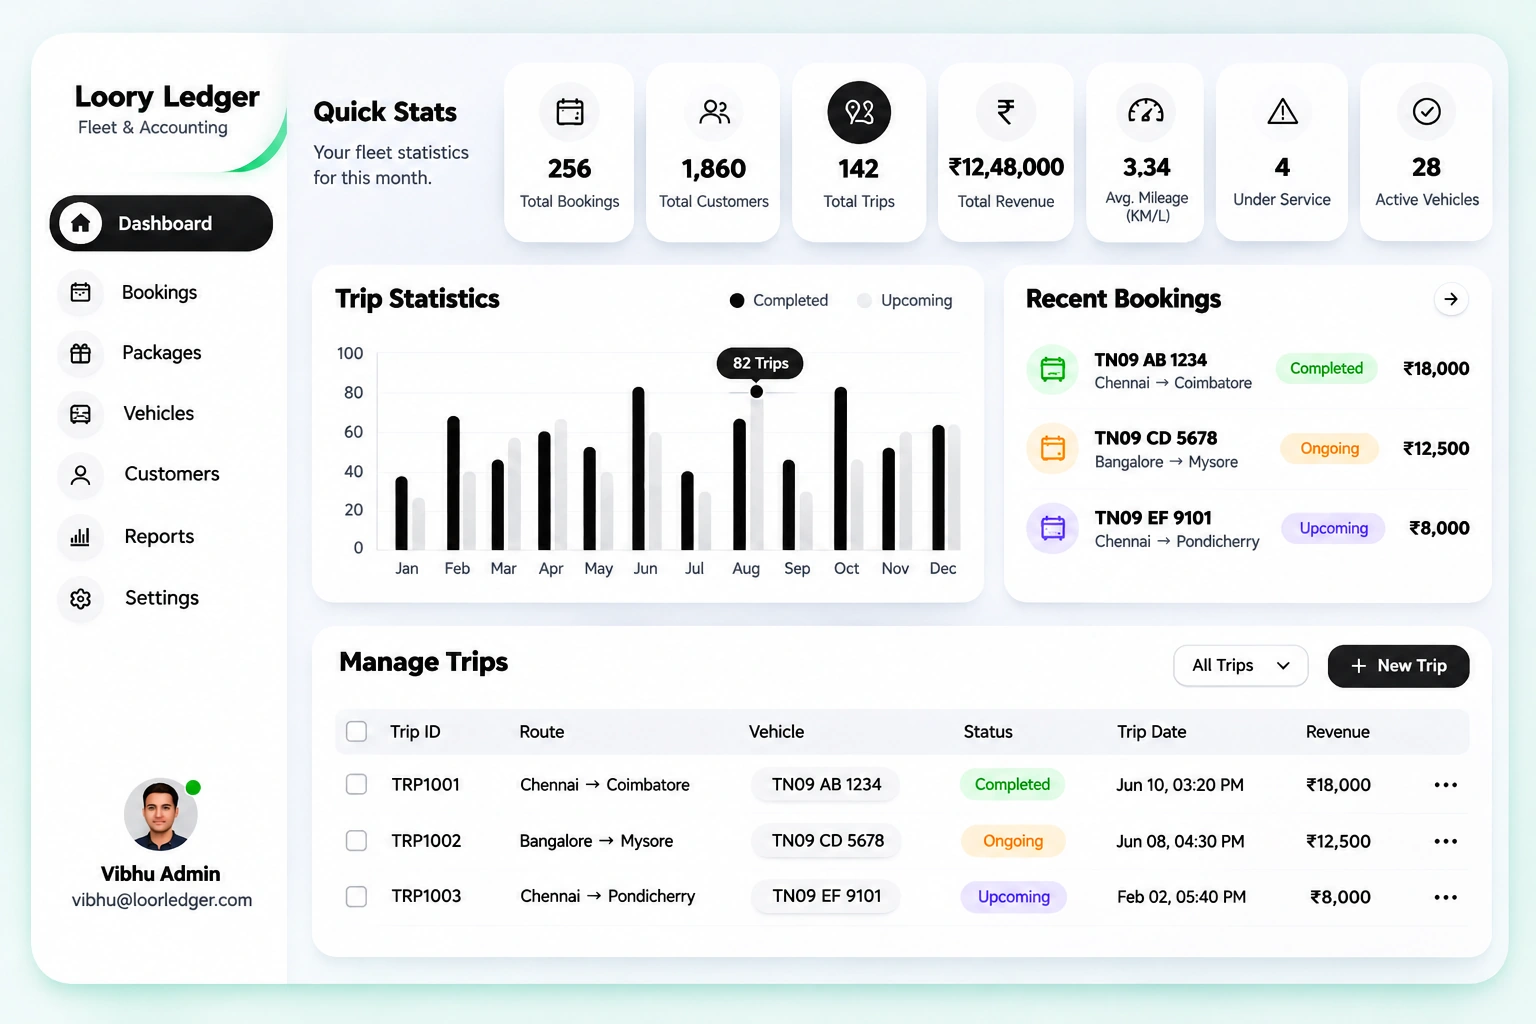 Loory Ledger
Fleet & Accounting
Dashboard
Bookings
Packages
Vehicles
Customers
Reports
Settings
Vibhu Admin
vibhu@loorledger.com
Quick Stats
Your fleet statistics
for this month.
256
Total Bookings
1,860
Total Customers
142
Total Trips
₹12,48,000
Total Revenue
3.34
Avg. Mileage
(KM/L)
4
Under Service
28
Active Vehicles
Trip Statistics
Completed
Upcoming
100
80
60
40
20
0
82 Trips
Jan Feb Mar Apr May Jun Jul Aug Sep Oct Nov Dec
Recent Bookings
TN09 AB 1234
Chennai → Coimbatore
Completed
₹18,000
TN09 CD 5678
Bangalore → Mysore
Ongoing
₹12,500
TN09 EF 9101
Chennai → Pondicherry
Upcoming
₹8,000
Manage Trips
All Trips
+ New Trip
Trip ID Route Vehicle Status Trip Date Revenue
TRP1001 Chennai → Coimbatore TN09 AB 1234 Completed Jun 10, 03:20 PM ₹18,000
TRP1002 Bangalore → Mysore TN09 CD 5678 Ongoing Jun 08, 04:30 PM ₹12,500
TRP1003 Chennai → Pondicherry TN09 EF 9101 Upcoming Feb 02, 05:40 PM ₹8,000